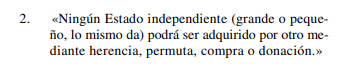 2. «Ningún Estado independiente (grande o peque-
ño, lo mismo da) podrá ser adquirido por otro me-
diante herencia, permuta, compra o donación.»